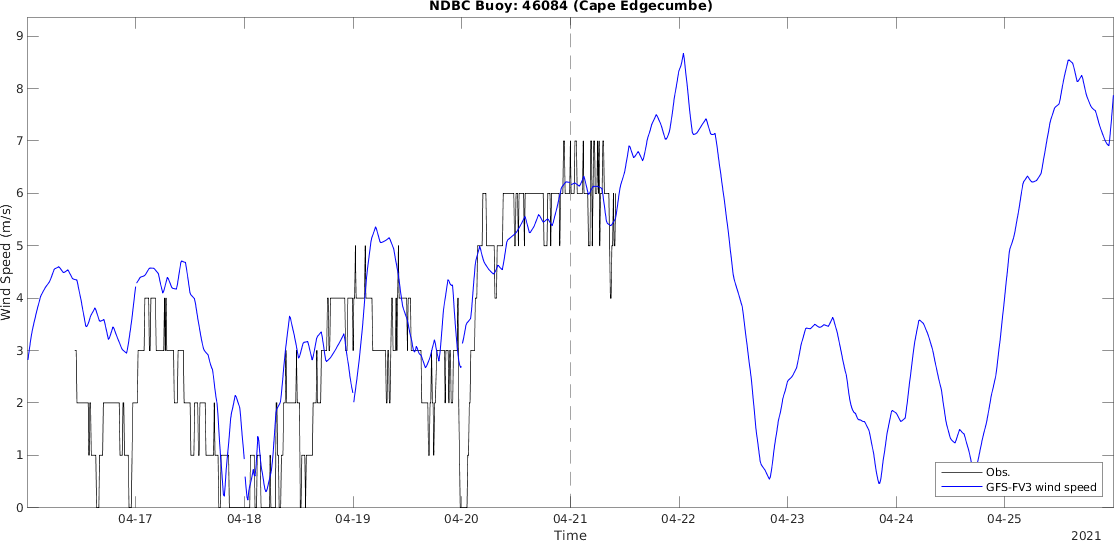 NDBC Buoy: 46084 (Cape Edgecumbe)
Wind Speed (m/s)
9
8
7
6
5
4
3
2
1
0
04-17 04-18 04-19 04-20 04-21 04-22 04-23 04-24 04-25
Time
2021
Obs.
GFS-FV3 wind speed